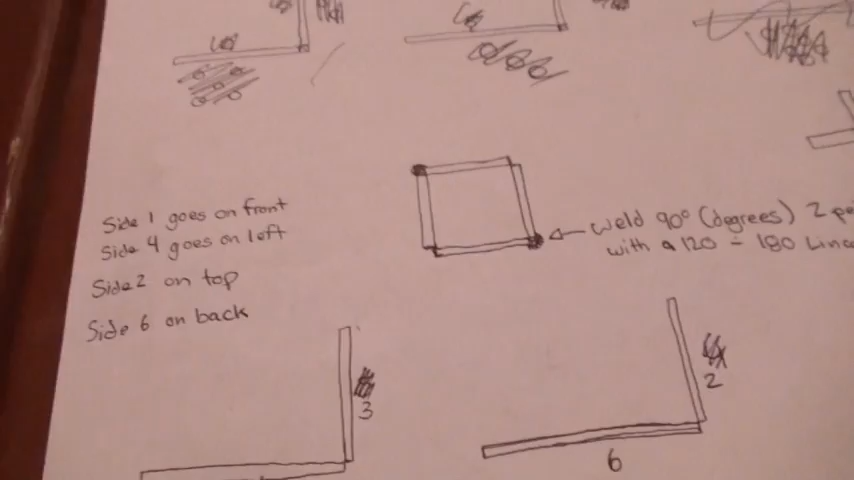 Side 1 goes on front
Side 4 goes on left
Side 2 on top
Side 6 on back
weld 90° (degrees) 2
with a 120 - 180
3
2
6